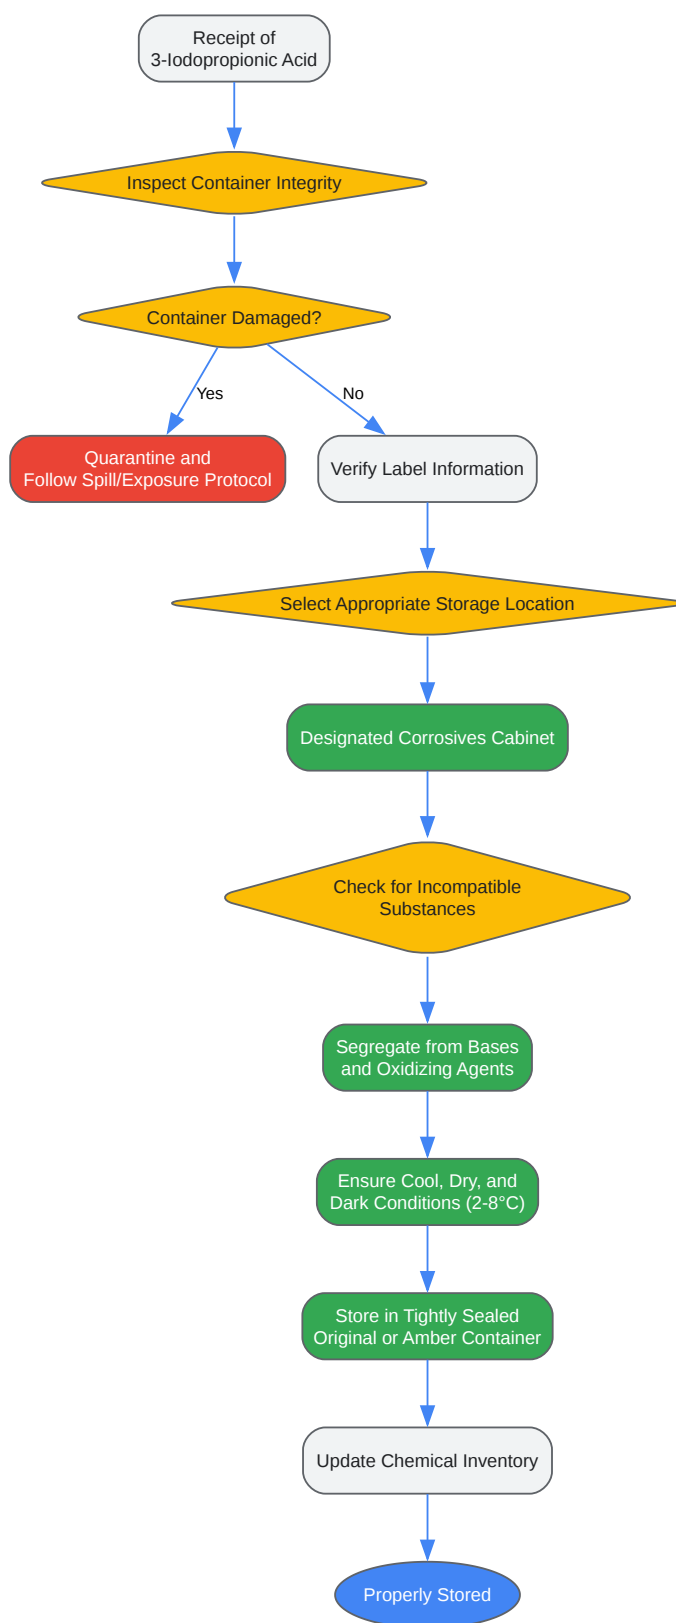 Receipt of
3-Iodopropionic Acid
Inspect Container Integrity
Container Damaged?
Yes
No
Quarantine and
Follow Spill/Exposure Protocol
Verify Label Information
Select Appropriate Storage Location
Designated Corrosives Cabinet
Check for Incompatible
Substances
Segregate from Bases
and Oxidizing Agents
Ensure Cool, Dry, and
Dark Conditions (2-8°C)
Store in Tightly Sealed
Original or Amber Container
Update Chemical Inventory
Properly Stored